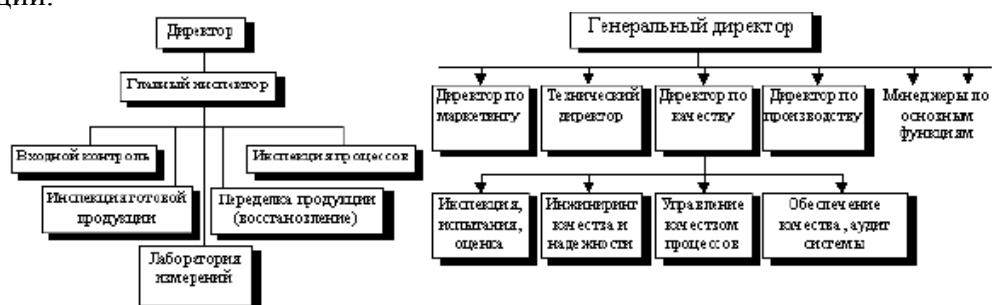 ции.
Директор
Главный инспектор
Входной контроль
Инспекция процессов
Инспекция готовой
продукции
Переделка продукции
(восстановление)
Лаборатория
измерений
Генеральный директор
Директор по
маркетингу
Технический
директор
Директор по
качеству
Директор по
производству
Менеджеры по
основным
функциям
Инспекция,
испытания,
оценка
Инжиниринг
качества и
надежности
Управление
качеством
процессов
Обеспечение
качества, аудит
системы